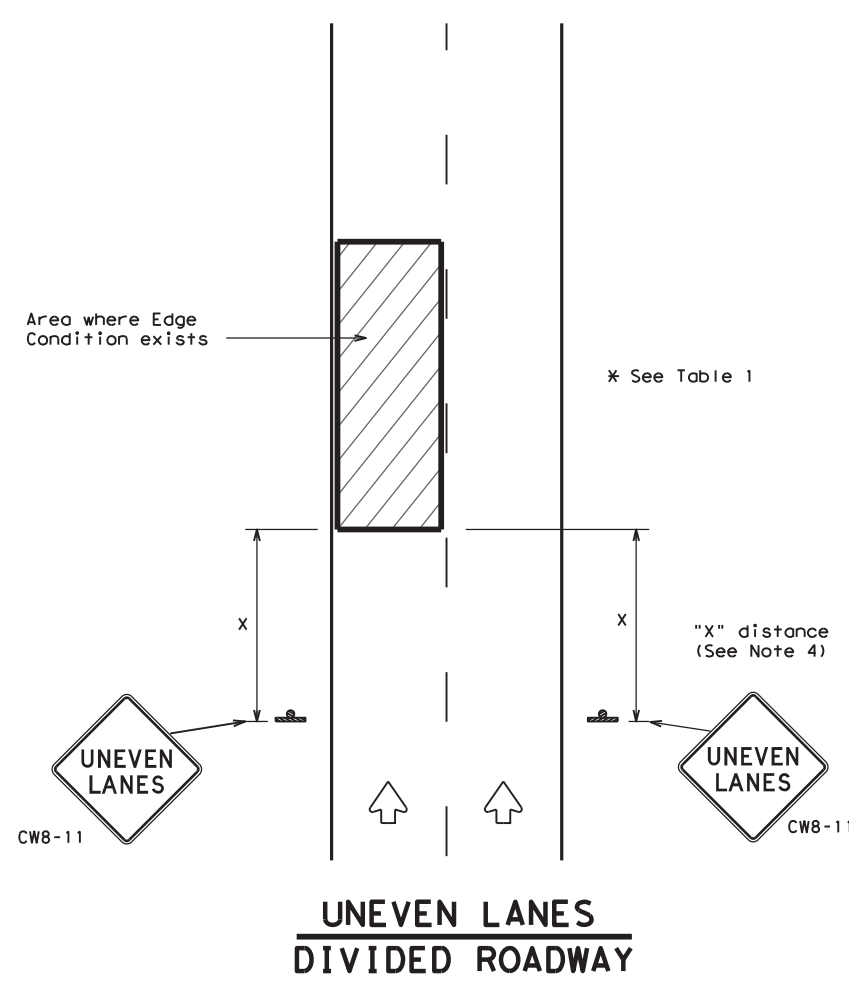 Area where Edge
Condition exists
* See Table 1
X
X
"X" distance
(See Note 4)
UNEVEN
LANES
CW8-11
UNEVEN
LANES
CW8-11
UNEVEN LANES
DIVIDED ROADWAY